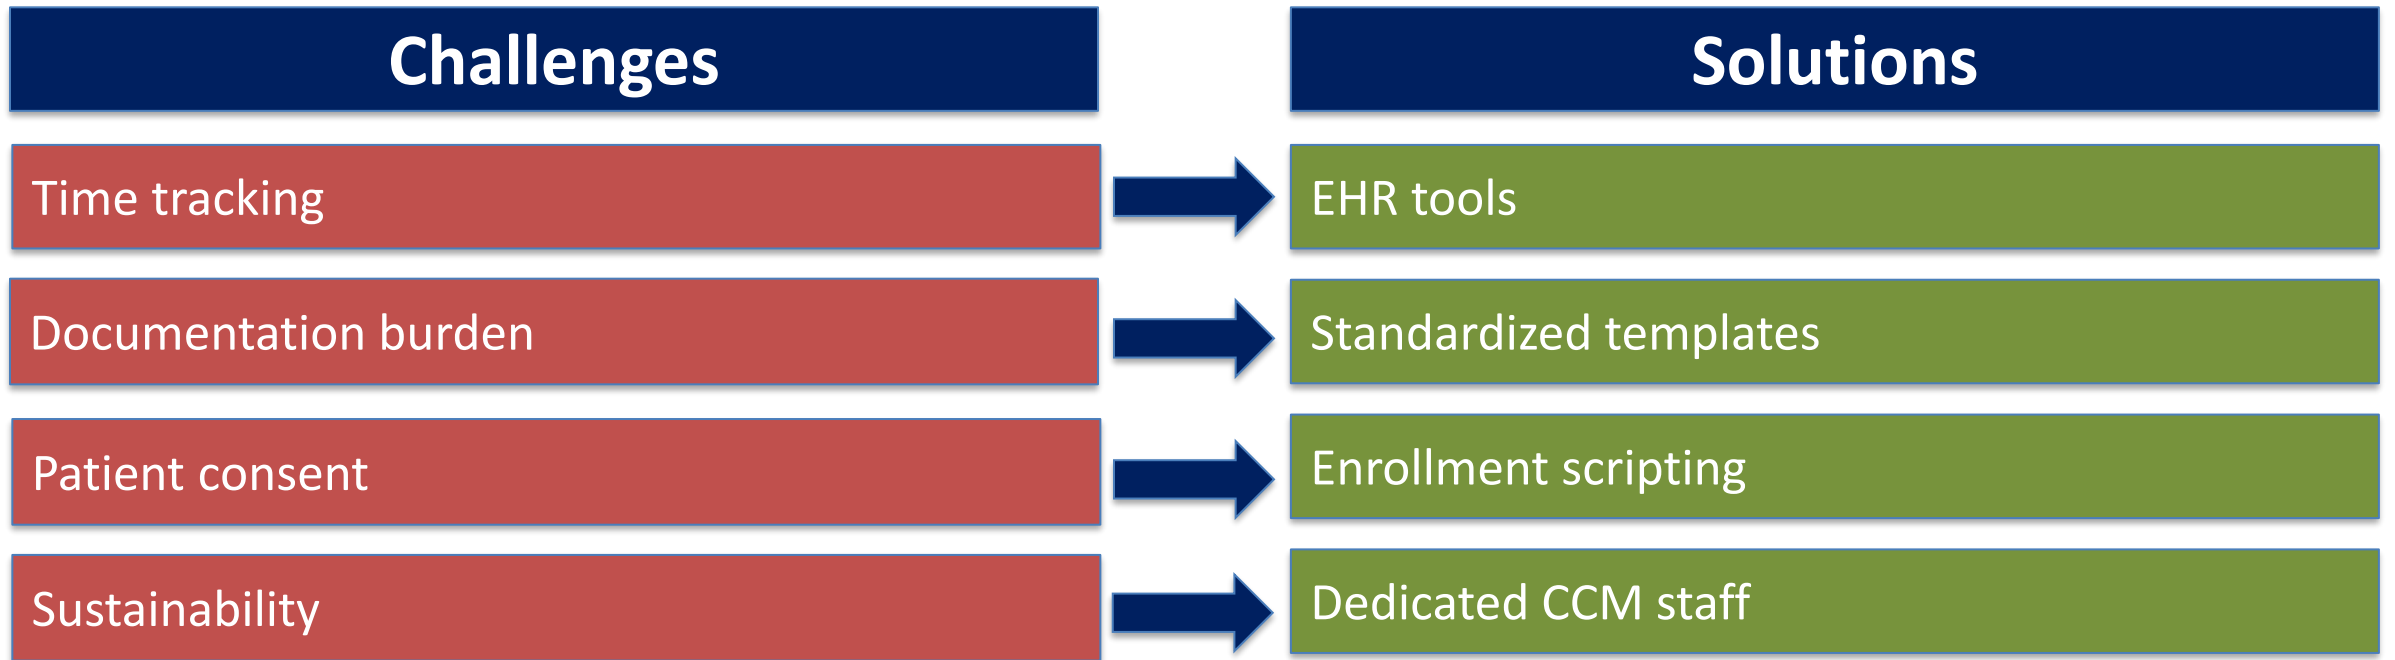 Challenges
Solutions
Time tracking
EHR tools
Documentation burden
Standardized templates
Patient consent
Enrollment scripting
Sustainability
Dedicated CCM staff